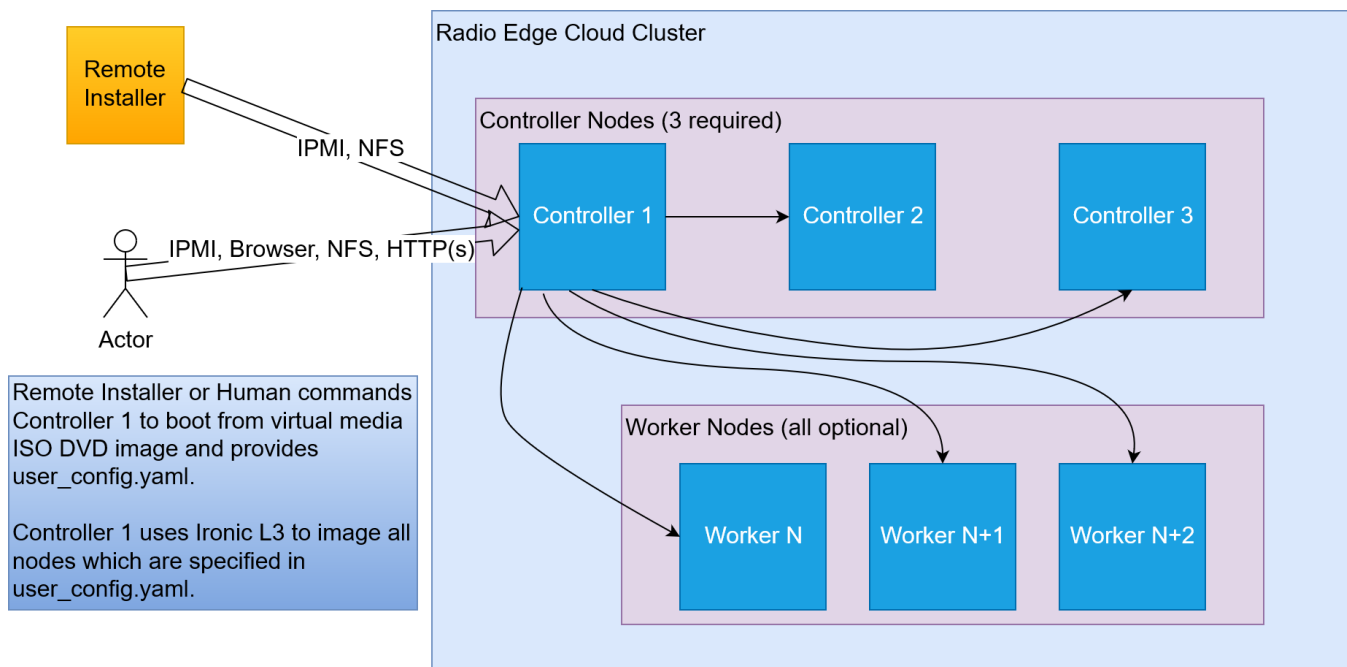 Radio Edge Cloud Cluster
Remote
Installer
Controller Nodes (3 required)
IPMI, NFS
Controller 1
Controller 2
Controller 3
IPMI, Browser, NFS, HTTP(s)
Actor
Remote Installer or Human commands
Controller 1 to boot from virtual media
ISO DVD image and provides
user_config.yaml.
Controller 1 uses Ironic L3 to image all
nodes which are specified in
user_config.yaml.
Worker Nodes (all optional)
Worker N
Worker N+1
Worker N+2